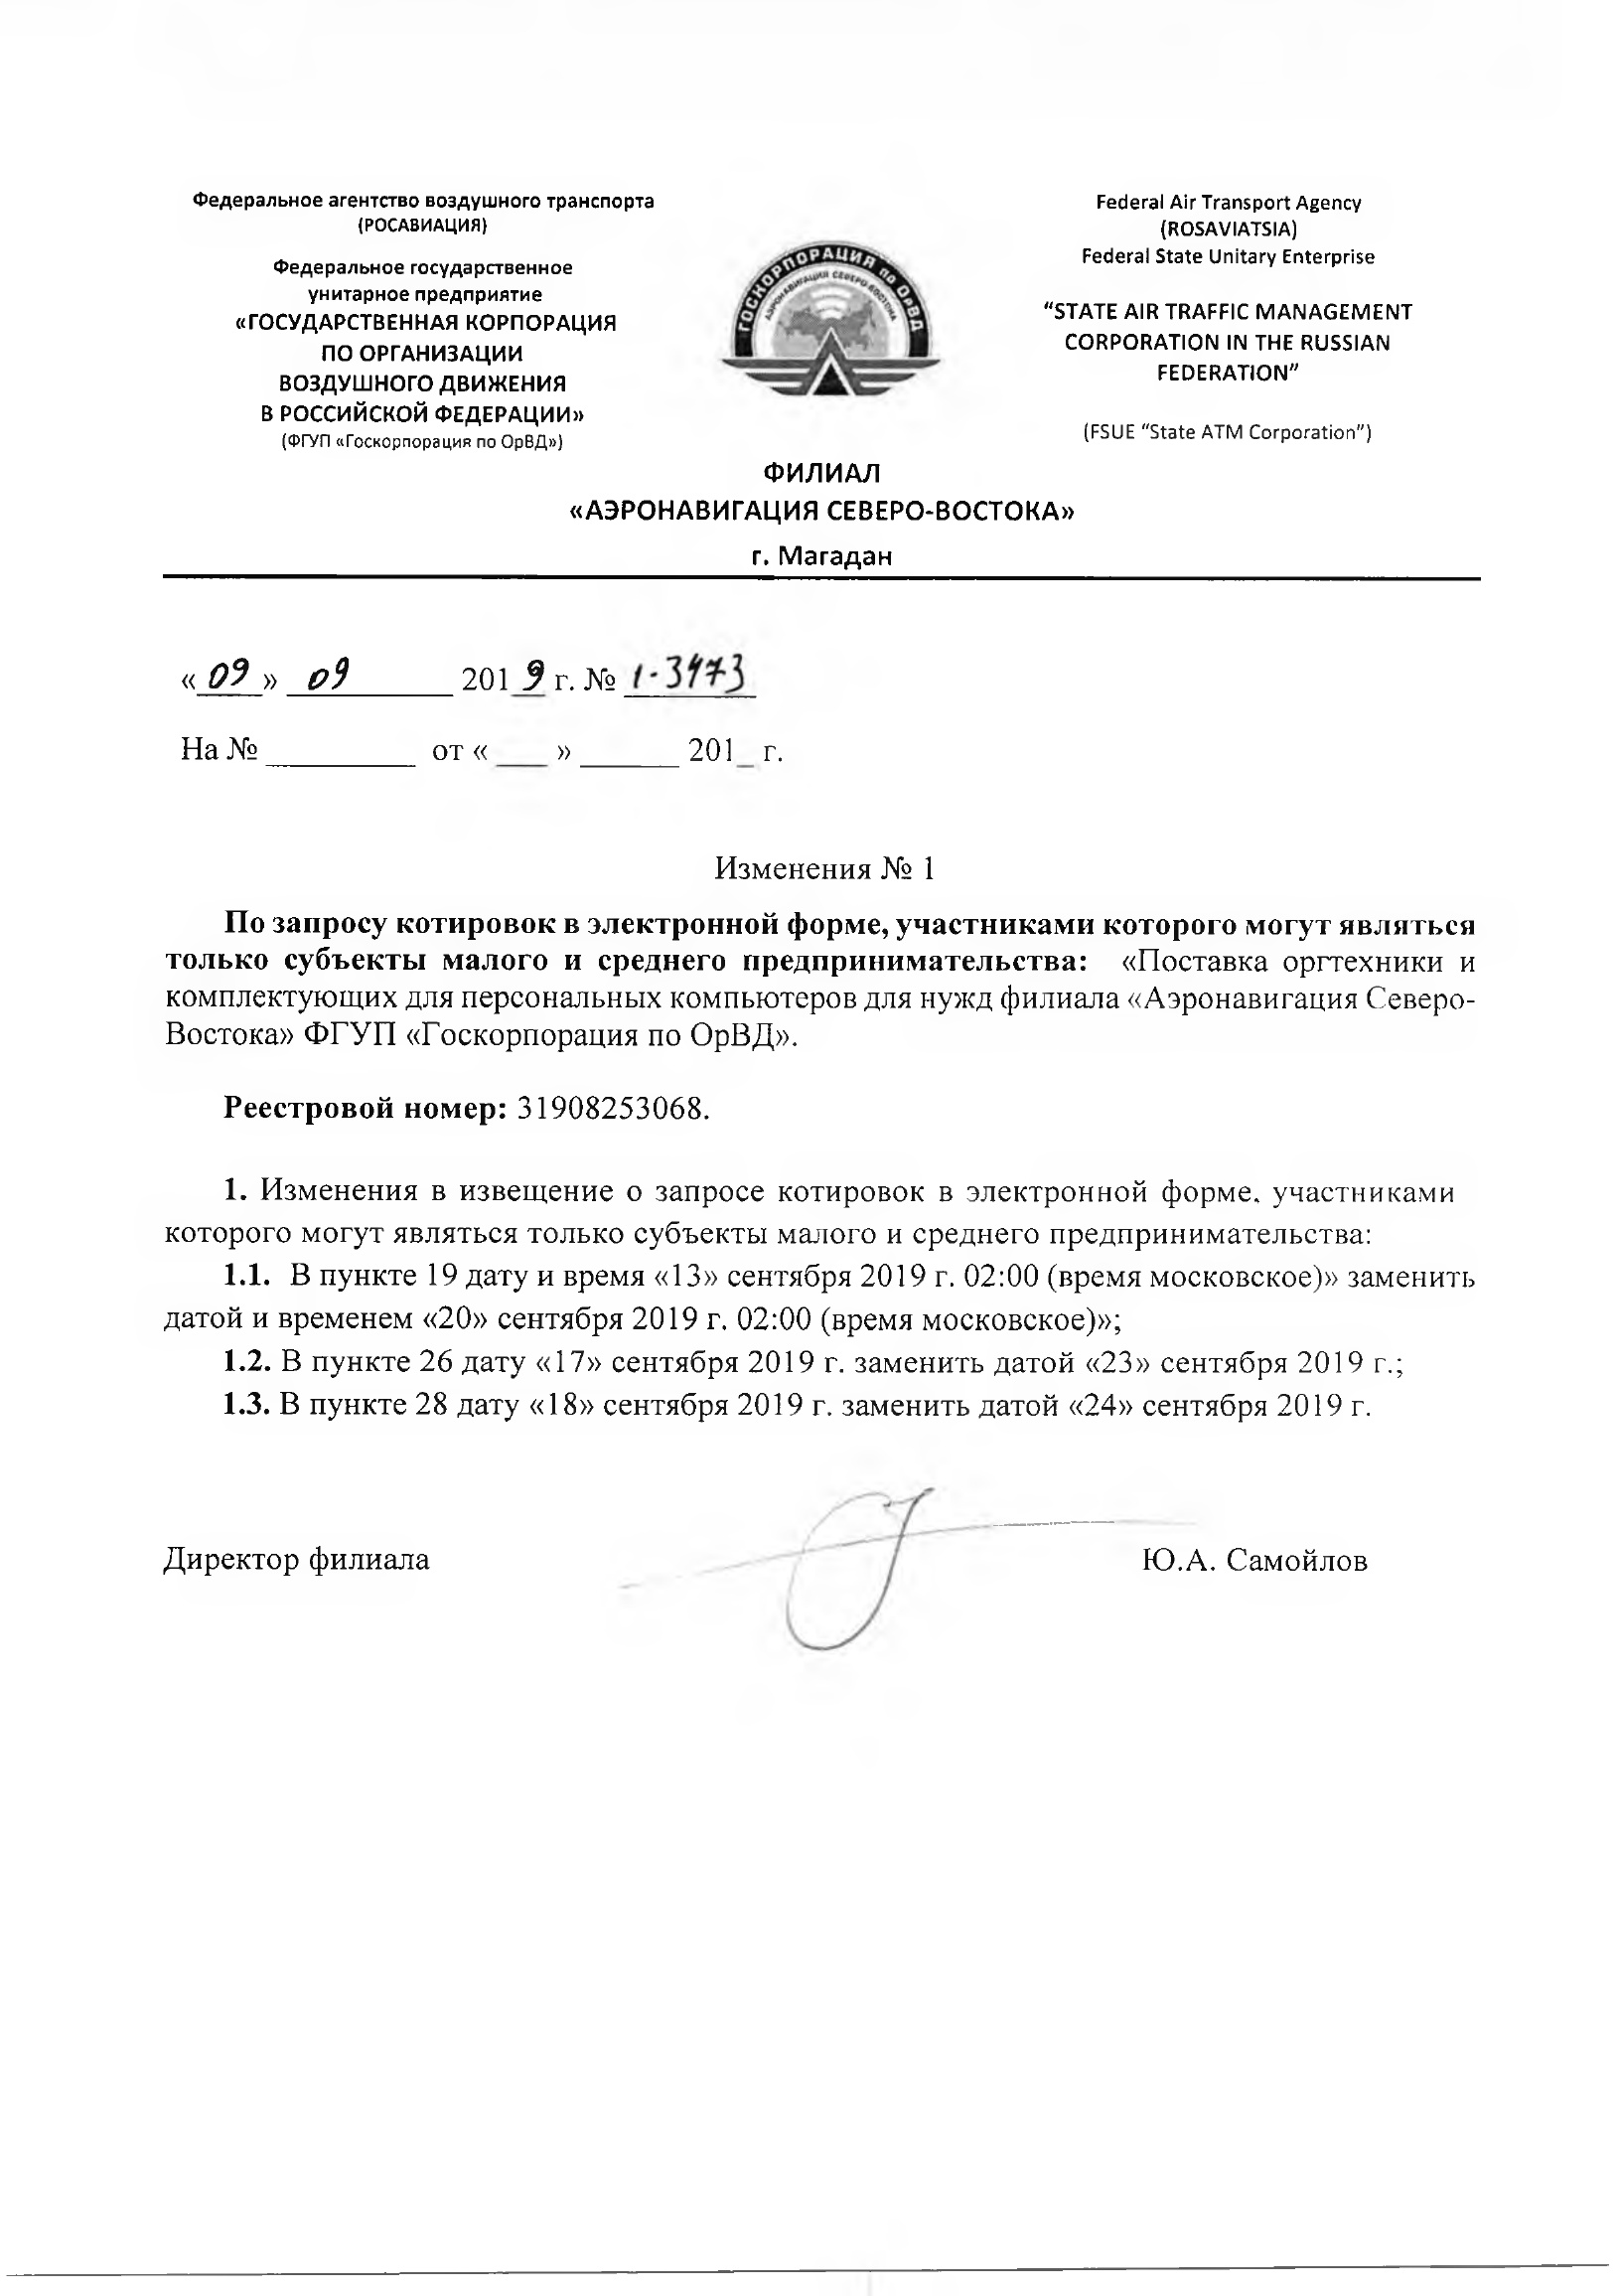 Федеральное агентство воздушного транспорта
(РОСАВИАЦИЯ)
Федеральное государственное
унитарное предприятие
«ГОСУДАРСТВЕННАЯ КОРПОРАЦИЯ
ПО ОРГАНИЗАЦИИ
ВОЗДУШНОГО ДВИЖЕНИЯ
В РОССИЙСКОЙ ФЕДЕРАЦИИ»
(ФГУП «Госкорпорация по ОрВД»)
ГОСКОРПОРАЦИЯ по ОрВД
АЭРОНАВИГАЦИЯ СЕВЕРО-ВОСТОКА
Federal Air Transport Agency
(ROSAVIATSIA)
Federal State Unitary Enterprise
“STATE AIR TRAFFIC MANAGEMENT
CORPORATION IN THE RUSSIAN
FEDERATION”
(FSUE “State ATM Corporation”)
ФИЛИАЛ
«АЭРОНАВИГАЦИЯ СЕВЕРО-ВОСТОКА»
г. Магадан
«09» 09 2019 г. № 1-3473
На № ________ от « ___ » ______ 201_ г.
Изменения № 1
По запросу котировок в электронной форме, участниками которого могут являться
только субъекты малого и среднего предпринимательства: «Поставка оргтехники и
комплектующих для персональных компьютеров для нужд филиала «Аэронавигация Северо-
Востока» ФГУП «Госкорпорация по ОрВД».
Реестровой номер: 31908253068.
1. Изменения в извещение о запросе котировок в электронной форме, участниками
которого могут являться только субъекты малого и среднего предпринимательства:
1.1. В пункте 19 дату и время «13» сентября 2019 г. 02:00 (время московское)» заменить
датой и временем «20» сентября 2019 г. 02:00 (время московское)»;
1.2. В пункте 26 дату «17» сентября 2019 г. заменить датой «23» сентября 2019 г.;
1.3. В пункте 28 дату «18» сентября 2019 г. заменить датой «24» сентября 2019 г.
Директор филиала Ю.А. Самойлов